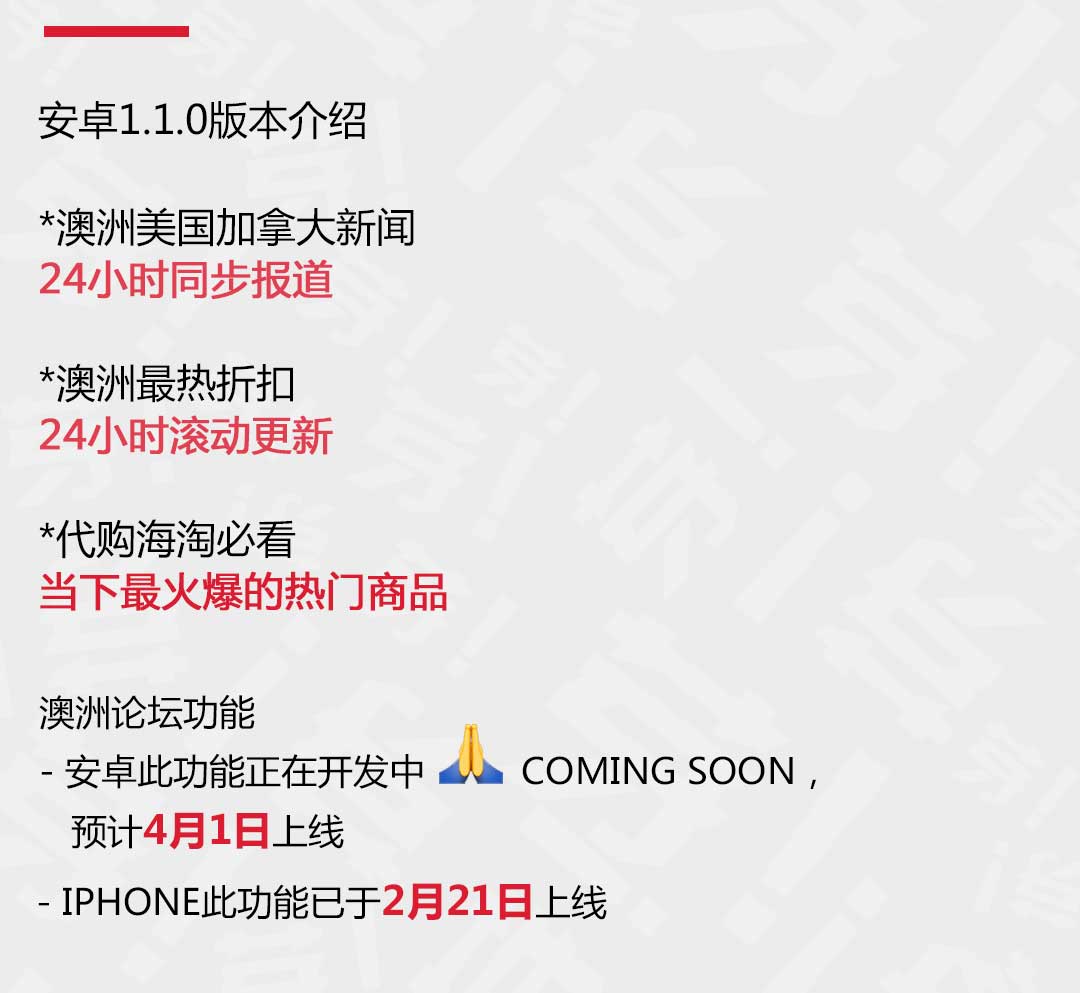 安卓1.1.0版本介绍
*澳洲美国加拿大新闻
24小时同步报道
*澳洲最热折扣
24小时滚动更新
*代购海淘必看
当下最火爆的热门商品
澳洲论坛功能
- 安卓此功能正在开发中 🙏 COMING SOON，
预计4月1日上线
- IPHONE此功能已于2月21日上线